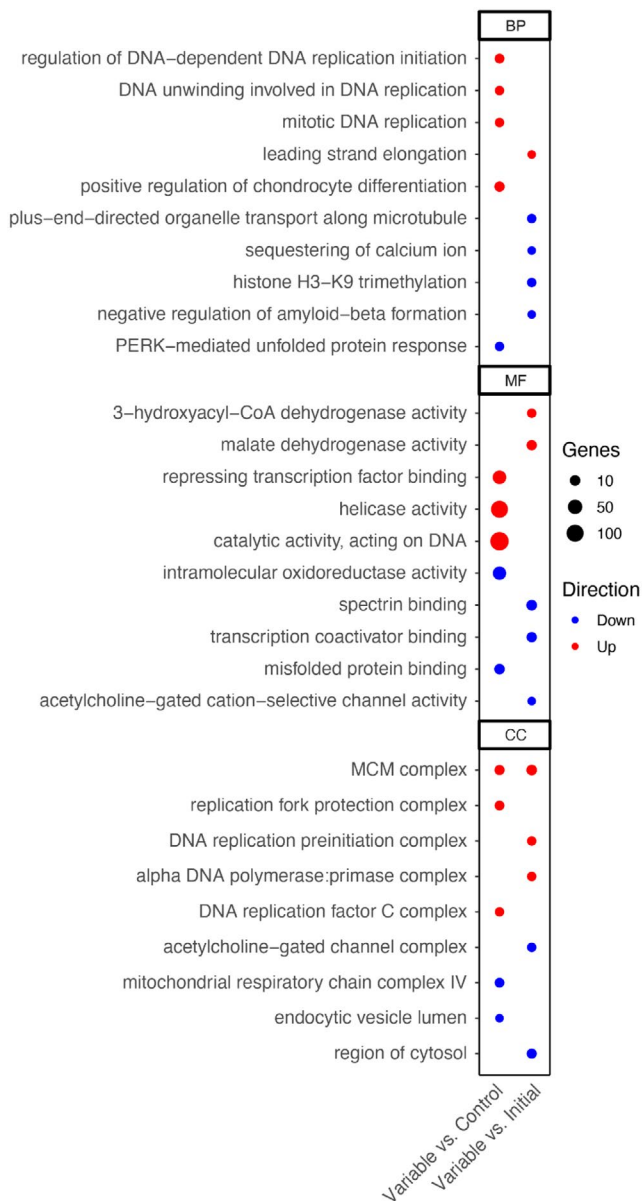 BP
regulation of DNA−dependent DNA replication initiation
DNA unwinding involved in DNA replication
mitotic DNA replication
leading strand elongation
positive regulation of chondrocyte differentiation
plus−end−directed organelle transport along microtubule
sequestering of calcium ion
histone H3−K9 trimethylation
negative regulation of amyloid−beta formation
PERK−mediated unfolded protein response
MF
3−hydroxyacyl−CoA dehydrogenase activity
malate dehydrogenase activity
repressing transcription factor binding
helicase activity
catalytic activity, acting on DNA
intramolecular oxidoreductase activity
spectrin binding
transcription coactivator binding
misfolded protein binding
acetylcholine−gated cation−selective channel activity
CC
MCM complex
replication fork protection complex
DNA replication preinitiation complex
alpha DNA polymerase:primase complex
DNA replication factor C complex
acetylcholine−gated channel complex
mitochondrial respiratory chain complex IV
endocytic vesicle lumen
region of cytosol
Variable vs. Control
Variable vs. Initial
Genes
10
50
100
Direction
Down
Up